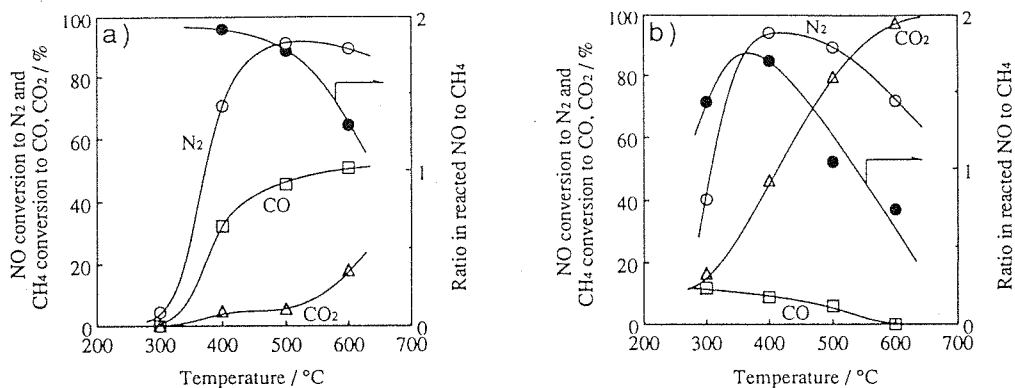 a)
NO conversion to N₂ and
CH₄ conversion to CO, CO₂ / %
100
80
60
40
20
0
N₂
CO
CO₂
2
1
0
Ratio in reacted NO to CH₄
200 300 400 500 600 700
Temperature / °C
b)
NO conversion to N₂ and
CH₄ conversion to CO, CO₂ / %
100
80
60
40
20
0
N₂
CO₂
CO
2
1
0
Ratio in reacted NO to CH₄
200 300 400 500 600 700
Temperature / °C